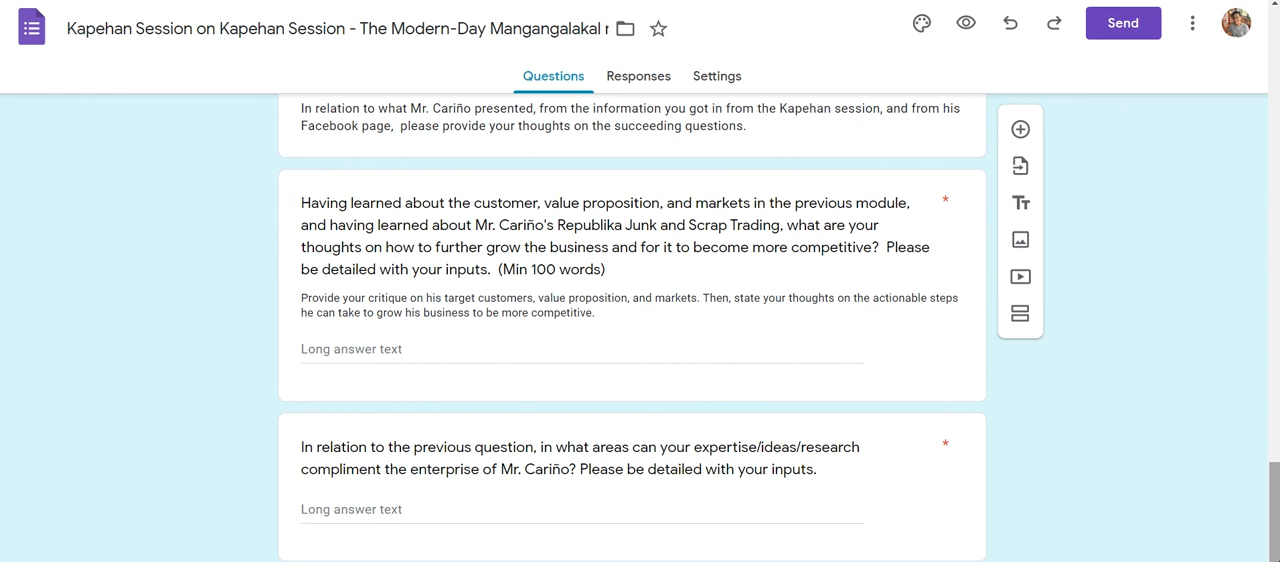 Kapehan Session on Kapehan Session - The Modern-Day Mangangalakal
Send
Questions Responses Settings
In relation to what Mr. Cariño presented, from the information you got in from the Kapehan session, and from his
Facebook page, please provide your thoughts on the succeeding questions.
Having learned about the customer, value proposition, and markets in the previous module, *
and having learned about Mr. Cariño's Republika Junk and Scrap Trading, what are your
thoughts on how to further grow the business and for it to become more competitive? Please
be detailed with your inputs. (Min 100 words)
Provide your critique on his target customers, value proposition, and markets. Then, state your thoughts on the actionable steps
he can take to grow his business to be more competitive.
Long answer text
In relation to the previous question, in what areas can your expertise/ideas/research *
compliment the enterprise of Mr. Cariño? Please be detailed with your inputs.
Long answer text